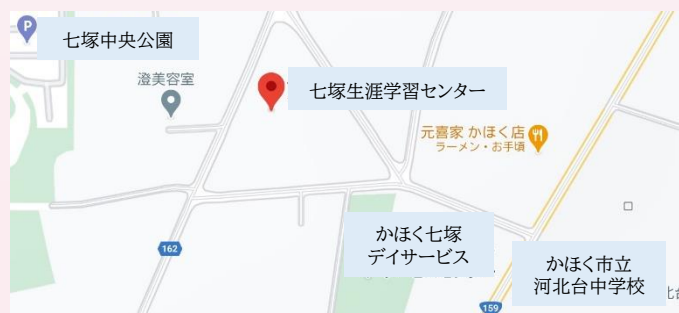 P
七塚中央公園
澄美容室
七塚生涯学習センター
元喜家 かほく店
ラーメン・お手頃
かほく七塚
デイサービス
162
かほく市立
河北台中学校
159